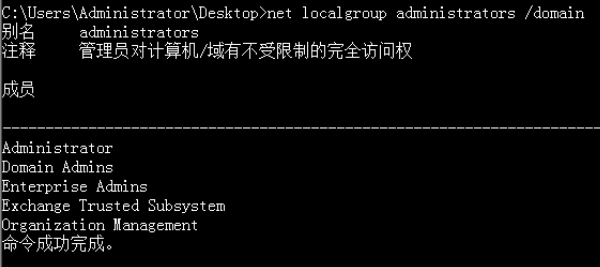 C:\Users\Administrator\Desktop>net localgroup administrators /domain
别名     administrators
注释     管理员对计算机/域有不受限制的完全访问权
成员
-------------------------------------------------------------------------------
Administrator
Domain Admins
Enterprise Admins
Exchange Trusted Subsystem
Organization Management
命令成功完成。